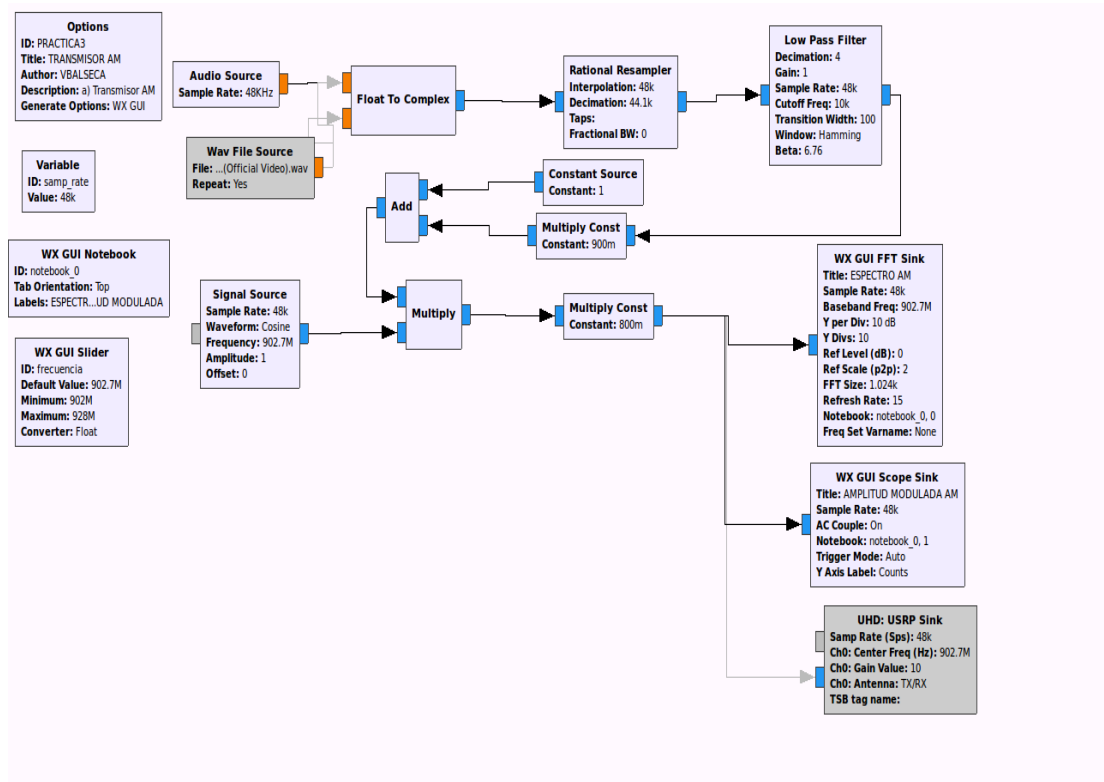 Options
ID: PRACTICA3
Title: TRANSMISOR AM
Author: VBALSECA
Description: a) Transmisor AM
Generate Options: WX GUI
Audio Source
Sample Rate: 48KHz
Float To Complex
Rational Resampler
Interpolation: 48k
Decimation: 44.1k
Taps:
Fractional BW: 0
Low Pass Filter
Decimation: 4
Gain: 1
Sample Rate: 48k
Cutoff Freq: 10k
Transition Width: 100
Window: Hamming
Beta: 6.76
Wav File Source
File: ...(Official Video).wav
Repeat: Yes
Variable
ID: samp_rate
Value: 48k
Add
Constant Source
Constant: 1
Multiply Const
Constant: 900m
WX GUI Notebook
ID: notebook_0
Tab Orientation: Top
Labels: ESPECTR...UD MODULADA
Signal Source
Sample Rate: 48k
Waveform: Cosine
Frequency: 902.7M
Amplitude: 1
Offset: 0
Multiply
Multiply Const
Constant: 800m
WX GUI FFT Sink
Title: ESPECTRO AM
Sample Rate: 48k
Baseband Freq: 902.7M
Y per Div: 10 dB
Y Divs: 10
Ref Level (dB): 0
Ref Scale (p2p): 2
FFT Size: 1.024k
Refresh Rate: 15
Notebook: notebook_0, 0
Freq Set Varname: None
WX GUI Slider
ID: frecuencia
Default Value: 902.7M
Minimum: 902M
Maximum: 928M
Converter: Float
WX GUI Scope Sink
Title: AMPLITUD MODULADA AM
Sample Rate: 48k
AC Couple: On
Notebook: notebook_0, 1
Trigger Mode: Auto
Y Axis Label: Counts
UHD: USRP Sink
Samp Rate (Sps): 48k
Ch0: Center Freq (Hz): 902.7M
Ch0: Gain Value: 10
Ch0: Antenna: TX/RX
TSB tag name: